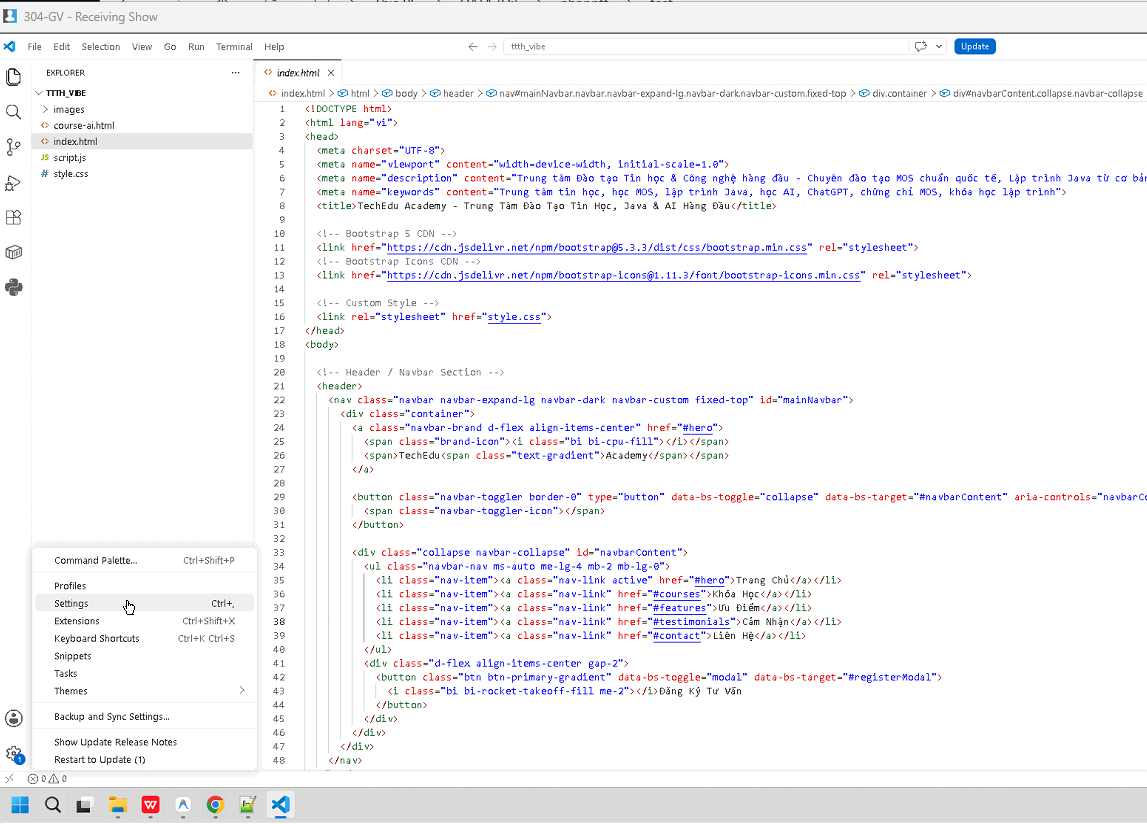 304-GV - Receiving Show
File Edit Selection View Go Run Terminal Help
ttth_vibe
Update
EXPLORER
index.html
TTTH_VIBE
index.html > html > body > header > nav#mainNavbar.navbar.navbar-expand-lg.navbar-dark.navbar-custom.fixed-top > div.container > div#navbarContent.collapse.navbar-collapse
images
course-ai.html
index.html
JS script.js
# style.css
1 <!DOCTYPE html>
2 <html lang="vi">
3 <head>
4 <meta charset="UTF-8">
5 <meta name="viewport" content="width=device-width, initial-scale=1.0">
6 <meta name="description" content="Trung tâm Đào tạo Tin học & Công nghệ hàng đầu - Chuyên đào tạo MOS chuẩn quốc tế, Lập trình Java từ cơ bản
7 <meta name="keywords" content="Trung tâm tin học, học MOS, lập trình Java, học AI, ChatGPT, chứng chỉ MOS, khóa học lập trình">
8 <title>TechEdu Academy - Trung Tâm Đào Tạo Tin Học, Java & AI Hàng Đầu</title>
9
10 <!-- Bootstrap 5 CDN -->
11 <link href="https://cdn.jsdelivr.net/npm/bootstrap@5.3.3/dist/css/bootstrap.min.css" rel="stylesheet">
12 <!-- Bootstrap Icons CDN -->
13 <link href="https://cdn.jsdelivr.net/npm/bootstrap-icons@1.11.3/font/bootstrap-icons.min.css" rel="stylesheet">
14
15 <!-- Custom Style -->
16 <link rel="stylesheet" href="style.css">
17 </head>
18 <body>
19
20 <!-- Header / Navbar Section -->
21 <header>
22 <nav class="navbar navbar-expand-lg navbar-dark navbar-custom fixed-top" id="mainNavbar">
23 <div class="container">
24 <a class="navbar-brand d-flex align-items-center" href="#hero">
25 <span class="brand-icon"><i class="bi bi-cpu-fill"></i></span>
26 <span>TechEdu<span class="text-gradient">Academy</span></span>
27 </a>
28
29 <button class="navbar-toggler border-0" type="button" data-bs-toggle="collapse" data-bs-target="#navbarContent" aria-controls="navbarCo
30 <span class="navbar-toggler-icon"></span>
31 </button>
32
33 <div class="collapse navbar-collapse" id="navbarContent">
34 <ul class="navbar-nav ms-auto me-lg-4 mb-2 mb-lg-0">
35 <li class="nav-item"><a class="nav-link active" href="#hero">Trang Chủ</a></li>
36 <li class="nav-item"><a class="nav-link" href="#courses">Khóa Học</a></li>
37 <li class="nav-item"><a class="nav-link" href="#features">Ưu Điểm</a></li>
38 <li class="nav-item"><a class="nav-link" href="#testimonials">Cảm Nhận</a></li>
39 <li class="nav-item"><a class="nav-link" href="#contact">Liên Hệ</a></li>
40 </ul>
41 <div class="d-flex align-items-center gap-2">
42 <button class="btn btn-primary-gradient" data-bs-toggle="modal" data-bs-target="#registerModal">
43 <i class="bi bi-rocket-takeoff-fill me-2"></i>Đăng Ký Tư Vấn
44 </button>
45 </div>
46 </div>
47 </div>
48 </nav>
Command Palette... Ctrl+Shift+P
Profiles
Settings Ctrl+,
Extensions Ctrl+Shift+X
Keyboard Shortcuts Ctrl+K Ctrl+S
Snippets
Tasks
Themes
Backup and Sync Settings...
Show Update Release Notes
Restart to Update (1)
1
0 0